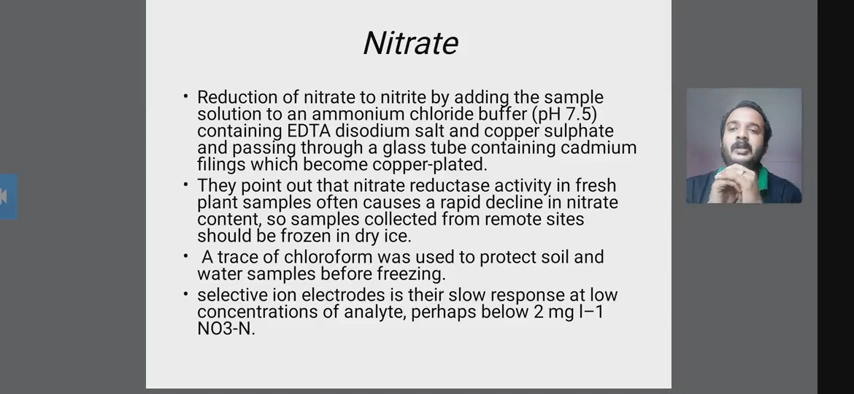 Nitrate
• Reduction of nitrate to nitrite by adding the sample
solution to an ammonium chloride buffer (pH 7.5)
containing EDTA disodium salt and copper sulphate
and passing through a glass tube containing cadmium
filings which become copper-plated.
• They point out that nitrate reductase activity in fresh
plant samples often causes a rapid decline in nitrate
content, so samples collected from remote sites
should be frozen in dry ice.
• A trace of chloroform was used to protect soil and
water samples before freezing.
• selective ion electrodes is their slow response at low
concentrations of analyte, perhaps below 2 mg l–1
NO3-N.